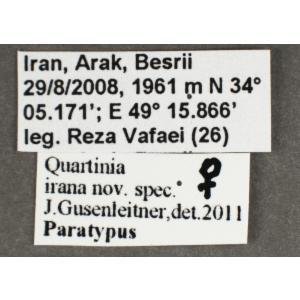 Iran, Arak, Besrii
29/8/2008, 1961 m N 34°
05.171’; E 49° 15.866’
leg. Reza Vafaei (26)
Quartinia
irana nov. spec. ♀
J.Gusenleitner,det.2011
Paratypus